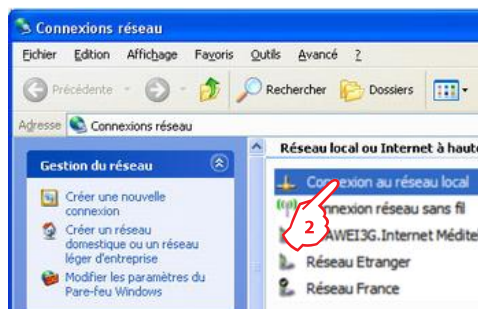 Connexions réseau
Fichier Edition Affichage Favoris Outils Avancé ?
Précédente Rechercher Dossiers
Adresse Connexions réseau
Réseau local ou Internet à haute
Gestion du réseau
Connexion au réseau local
Créer une nouvelle
connexion
nnexion réseau sans fil
2
Créer un réseau
domestique ou un réseau
léger d'entreprise
AWEI3G.Internet Méditel
Réseau Etranger
Modifier les paramètres du
Pare-feu Windows
Réseau France